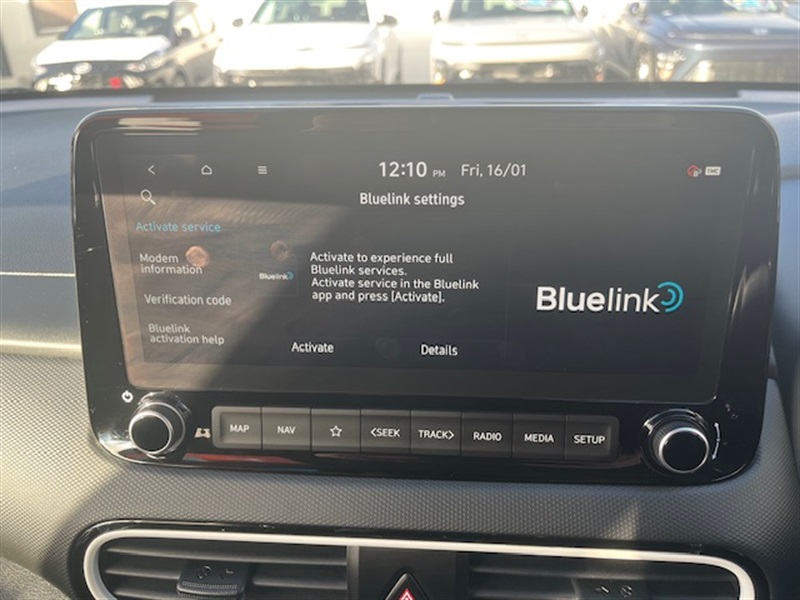 12:10 PM Fri, 16/01
TMC
Bluelink settings
Activate service
Modem
information
Verification code
Bluelink
activation help
Bluelink
Activate to experience full
Bluelink services.
Activate service in the Bluelink
app and press [Activate].
Activate
Details
Bluelink
MAP
NAV
<SEEK
TRACK>
RADIO
MEDIA
SETUP